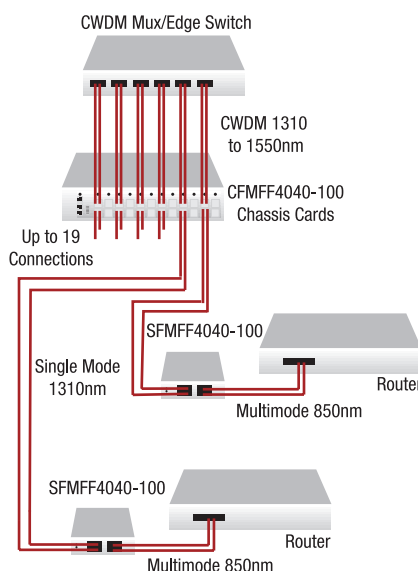 CWDM Mux/Edge Switch
CWDM 1310
to 1550nm
CFMFF4040-100
Chassis Cards
Up to 19
Connections
SFMFF4040-100
Single Mode
1310nm
Router
Multimode 850nm
SFMFF4040-100
Router
Multimode 850nm